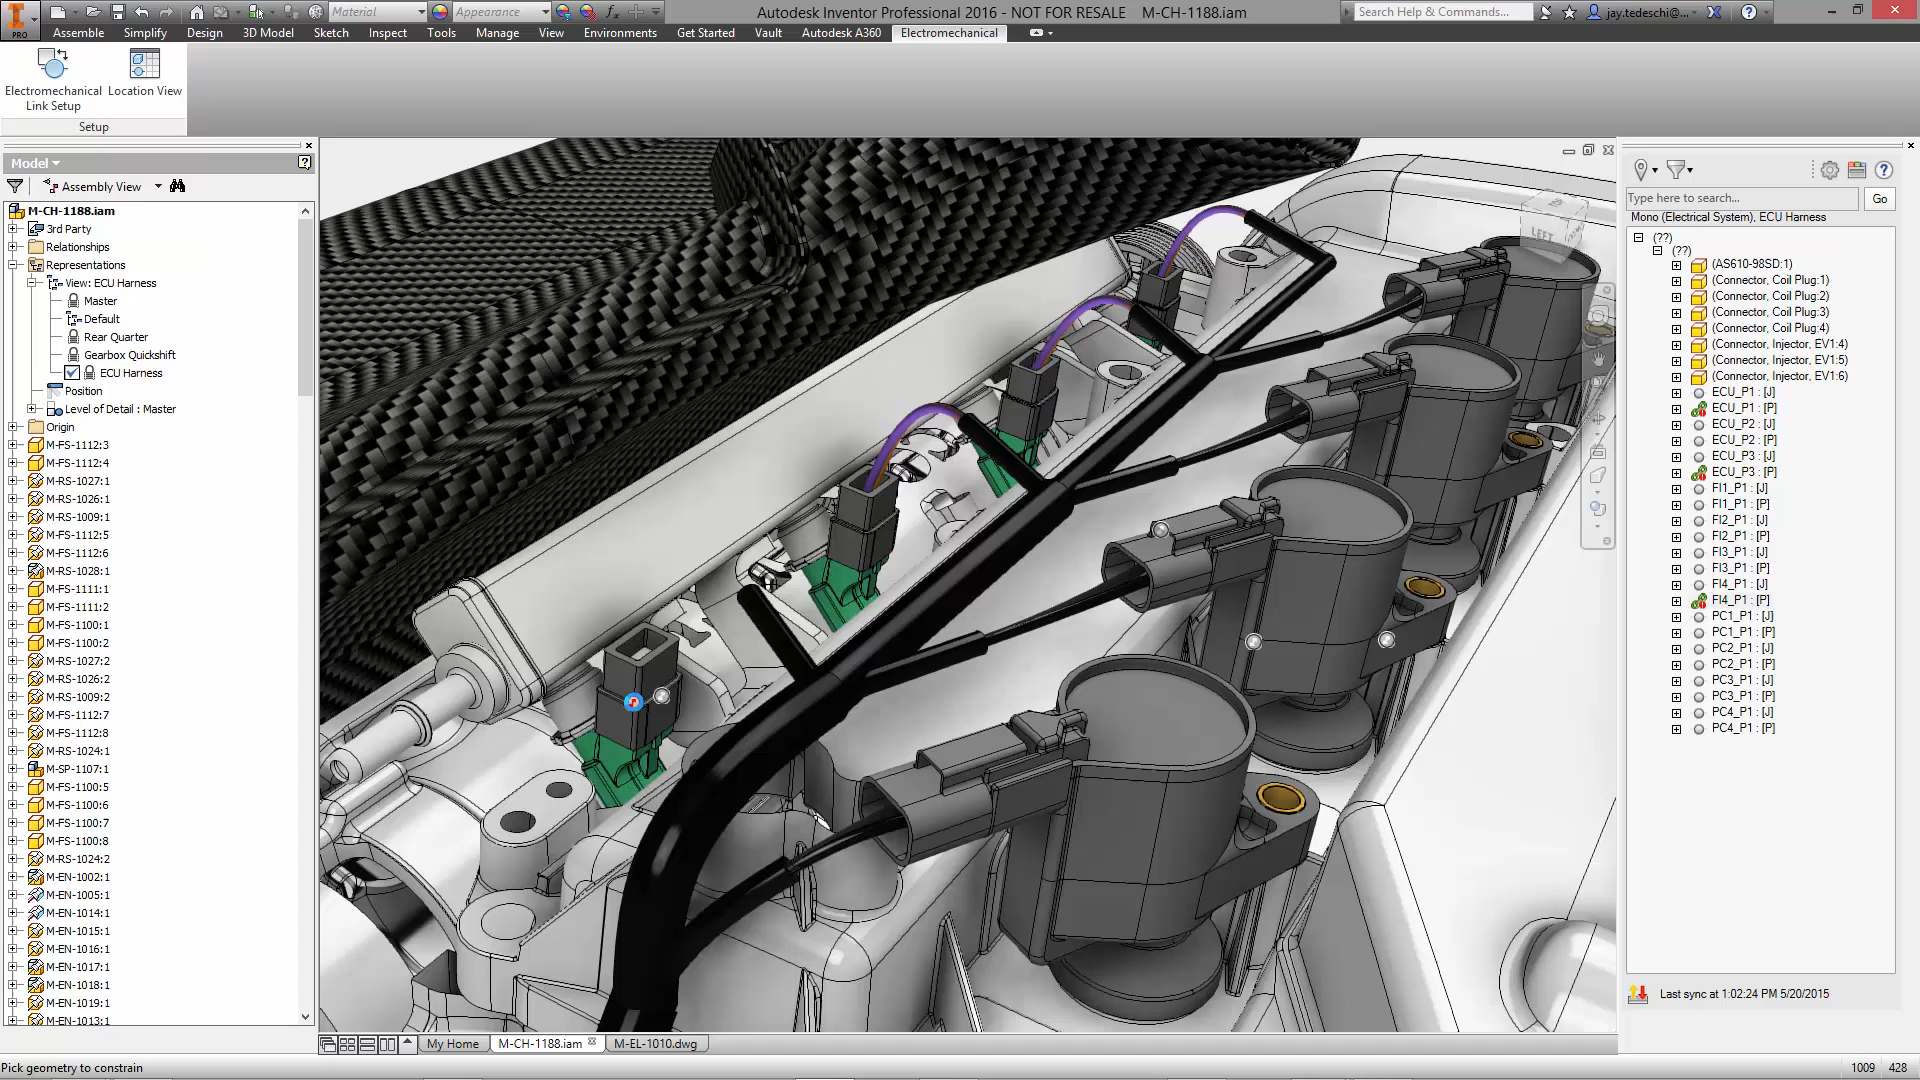 Material
Appearance
Autodesk Inventor Professional 2016 - NOT FOR RESALE M-CH-1188.iam
Search Help & Commands...
jay.tedeschi@...
PRO
Assemble Simplify Design 3D Model Sketch Inspect Tools Manage View Environments Get Started Vault Autodesk A360 Electromechanical
Electromechanical
Link Setup
Location View
Setup
Model
Assembly View
M-CH-1188.iam
3rd Party
Relationships
Representations
View: ECU Harness
Master
Default
Rear Quarter
Gearbox Quickshift
ECU Harness
Position
Level of Detail : Master
Origin
M-FS-1112:3
M-FS-1112:4
M-RS-1027:1
M-RS-1026:1
M-RS-1009:1
M-FS-1112:5
M-FS-1112:6
M-RS-1028:1
M-FS-1111:1
M-FS-1111:2
M-FS-1100:1
M-FS-1100:2
M-RS-1027:2
M-RS-1026:2
M-RS-1009:2
M-FS-1112:7
M-FS-1112:8
M-RS-1024:1
M-SP-1107:1
M-FS-1100:5
M-FS-1100:6
M-FS-1100:7
M-FS-1100:8
M-RS-1024:2
M-EN-1002:1
M-EN-1005:1
M-EN-1014:1
M-EN-1015:1
M-EN-1016:1
M-EN-1017:1
M-EN-1018:1
M-EN-1019:1
M-EN-1013:1
LEFT
Type here to search...
Go
Mono (Electrical System), ECU Harness
(??)
(??)
(AS610-98SD:1)
(Connector, Coil Plug:1)
(Connector, Coil Plug:2)
(Connector, Coil Plug:3)
(Connector, Coil Plug:4)
(Connector, Injector, EV1:4)
(Connector, Injector, EV1:5)
(Connector, Injector, EV1:6)
ECU_P1 : [J]
ECU_P1 : [P]
ECU_P2 : [J]
ECU_P2 : [P]
ECU_P3 : [J]
ECU_P3 : [P]
FI1_P1 : [J]
FI1_P1 : [P]
FI2_P1 : [J]
FI2_P1 : [P]
FI3_P1 : [J]
FI3_P1 : [P]
FI4_P1 : [J]
FI4_P1 : [P]
PC1_P1 : [J]
PC1_P1 : [P]
PC2_P1 : [J]
PC2_P1 : [P]
PC3_P1 : [J]
PC3_P1 : [P]
PC4_P1 : [J]
PC4_P1 : [P]
Last sync at 1:02:24 PM 5/20/2015
My Home M-CH-1188.iam M-EL-1010.dwg
Pick geometry to constrain
1009 428